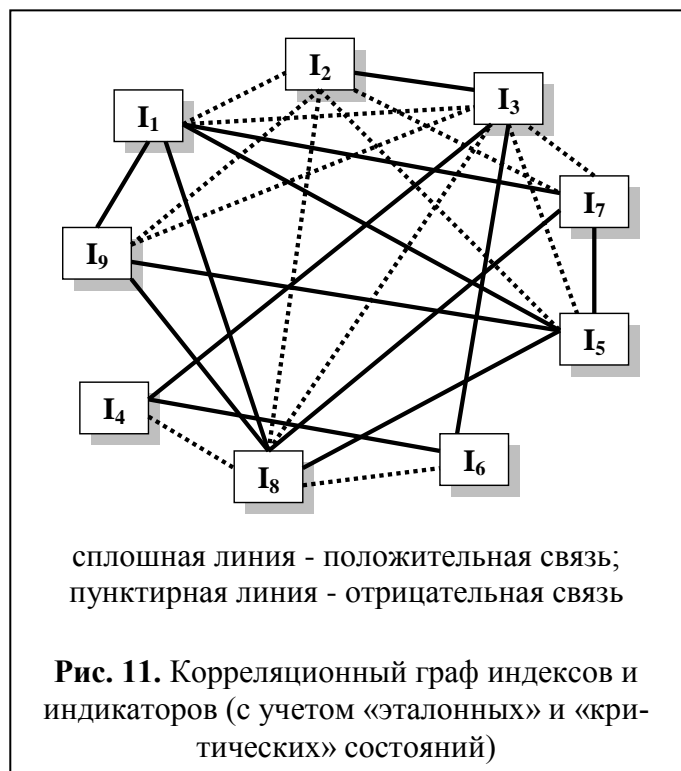 I₂
I₃
I₁
I₇
I₉
I₅
I₄
I₆
I₈
сплошная линия - положительная связь;
пунктирная линия - отрицательная связь
Рис. 11. Корреляционный граф индексов и
индикаторов (с учетом «эталонных» и «кри-
тических» состояний)